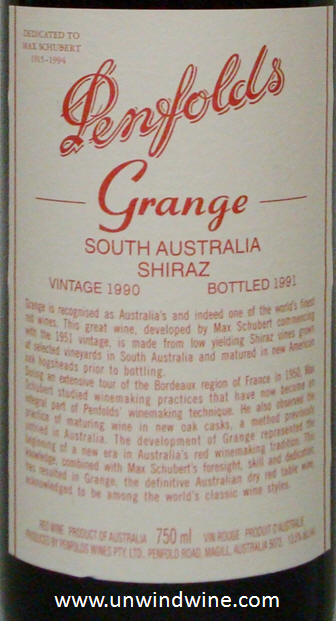 DEDICATED TO
MAX SCHUBERT
1915-1994
Penfolds
Grange
SOUTH AUSTRALIA
SHIRAZ
VINTAGE 1990 BOTTLED 1991
Grange is recognised as Australia's and indeed one of the world's finest
red wines. This great wine, developed by Max Schubert commencing
with the 1951 vintage, is made from low yielding Shiraz vines grown
at selected vineyards in South Australia and matured in new American
oak hogsheads prior to bottling.
During an extensive tour of the Bordeaux region of France in 1950, Max
Schubert studied winemaking practices that have now become an
integral part of Penfolds' winemaking technique. He also observed the
practice of maturing wine in new oak casks, a method previously
untried in Australia. The development of Grange represented the
beginning of a new era in Australia's red winemaking tradition. This
knowledge, combined with Max Schubert's foresight, skill and dedication,
has resulted in Grange, the definitive Australian dry red table wine,
acknowledged to be among the world's classic wine styles.
RED WINE PRODUCT OF AUSTRALIA 750 ml VIN ROUGE PRODUIT D'AUSTRALIE
PRODUCED BY PENFOLDS WINES PTY. LTD., PENFOLD ROAD, MAGILL, AUSTRALIA 5072.
www.unwindwine.com